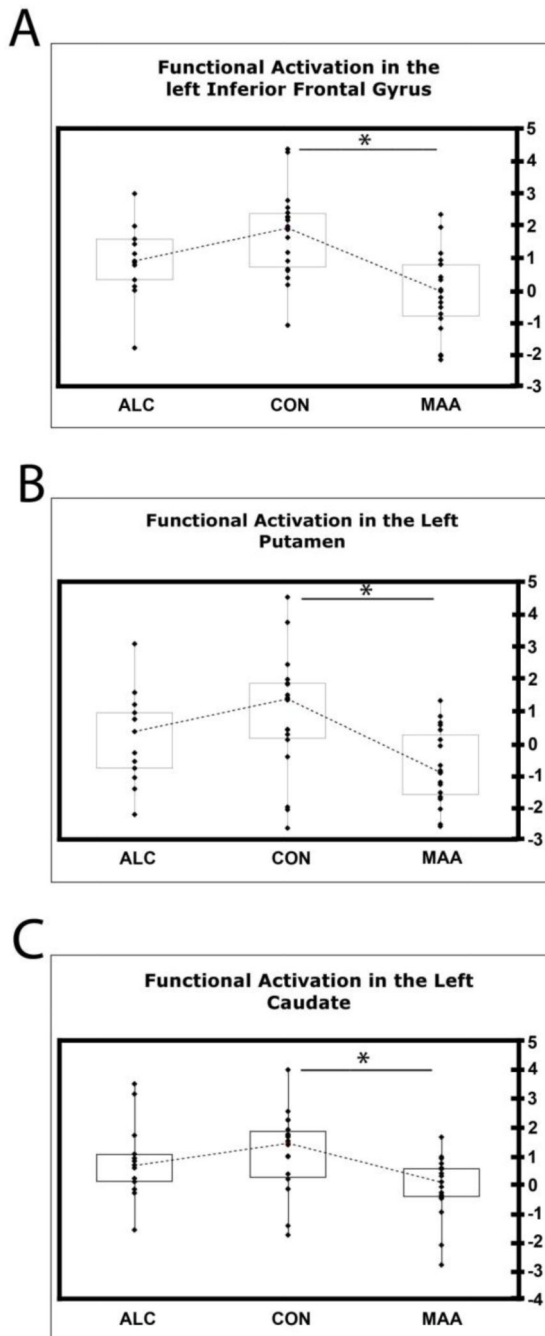 A
Functional Activation in the
left Inferior Frontal Gyrus
*
5
4
3
2
1
0
-1
-2
-3
ALC CON MAA
B
Functional Activation in the Left
Putamen
*
5
4
3
2
1
0
-1
-2
-3
ALC CON MAA
C
Functional Activation in the Left
Caudate
*
5
4
3
2
1
0
-1
-2
-3
-4
ALC CON MAA